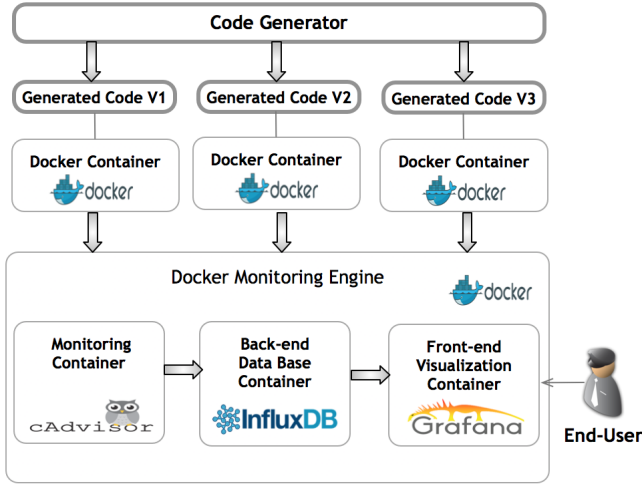 Code Generator
Generated Code V1
Generated Code V2
Generated Code V3
Docker Container
docker
Docker Container
docker
Docker Container
docker
Docker Monitoring Engine
docker
Monitoring
Container
cAdvisor
Back-end
Data Base
Container
InfluxDB
Front-end
Visualization
Container
Grafana
End-User